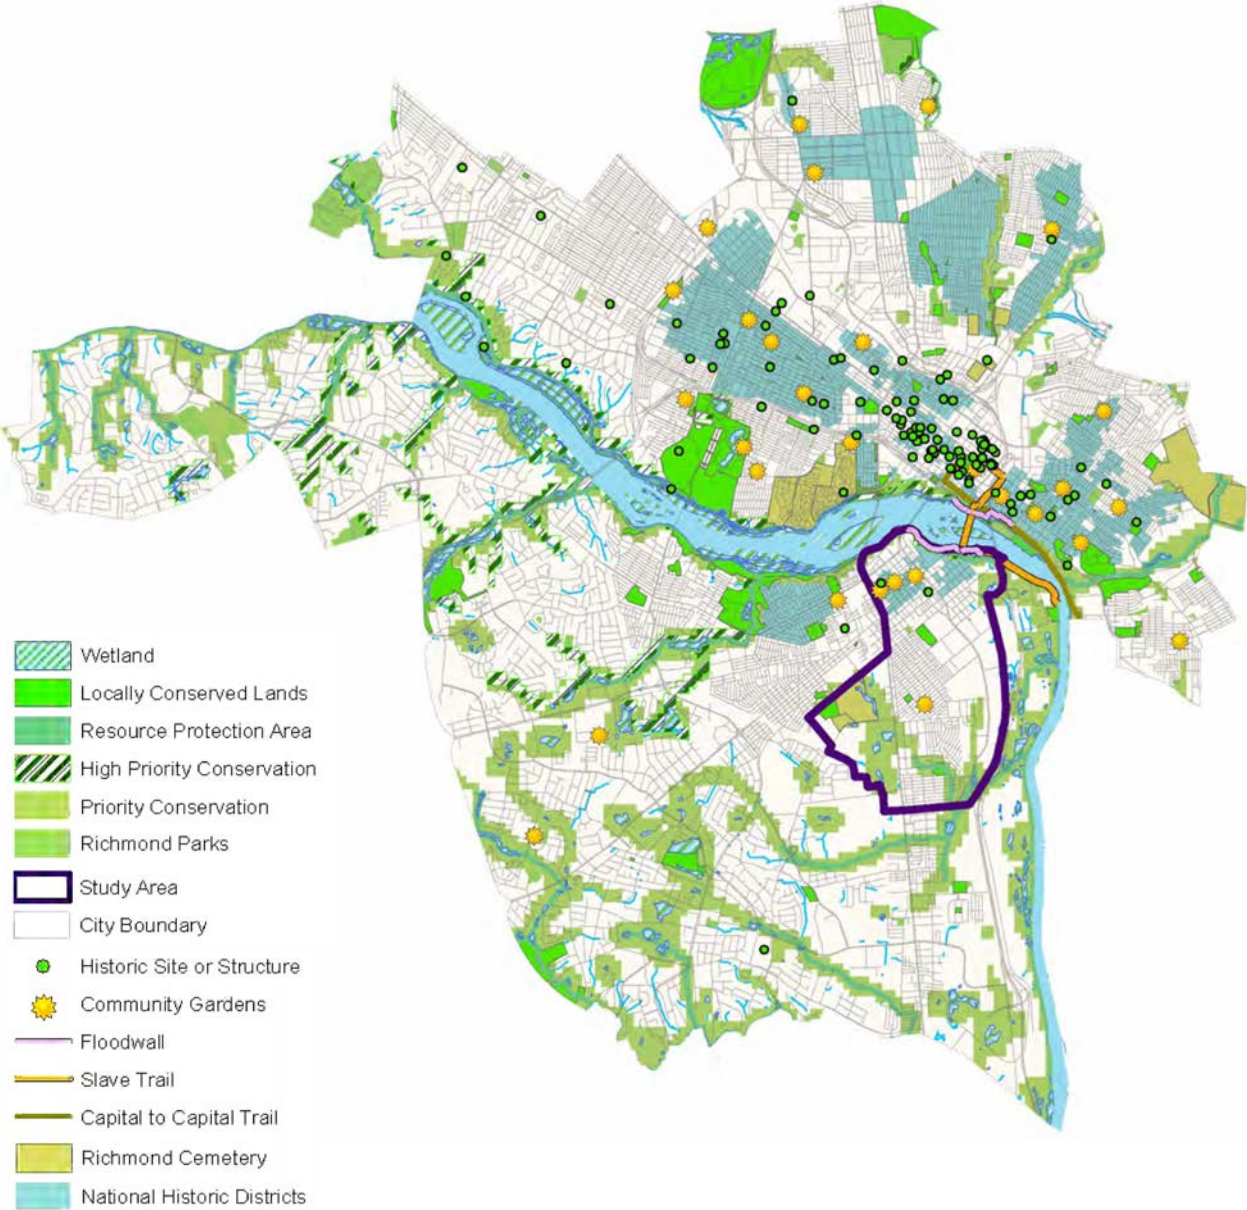 Wetland
Locally Conserved Lands
Resource Protection Area
High Priority Conservation
Priority Conservation
Richmond Parks
Study Area
City Boundary
Historic Site or Structure
Community Gardens
Floodwall
Slave Trail
Capital to Capital Trail
Richmond Cemetery
National Historic Districts